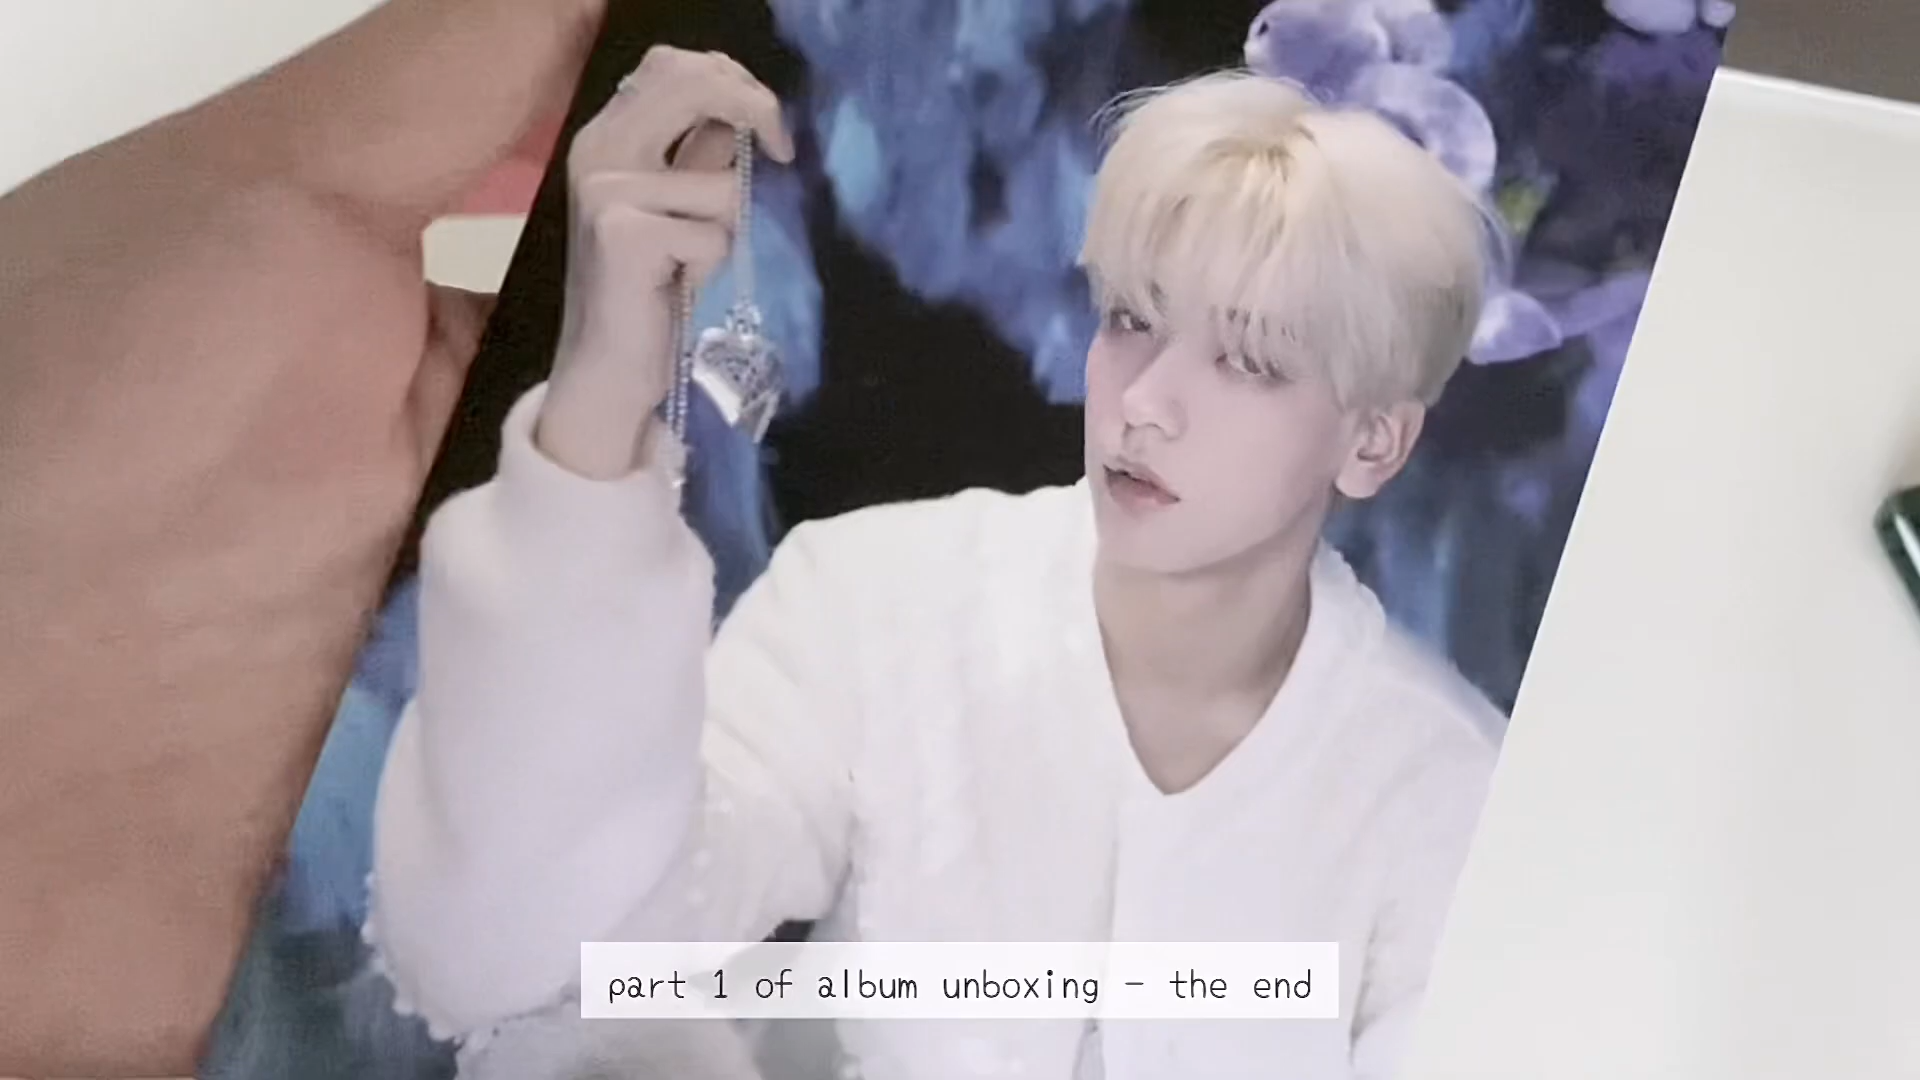 part 1 of album unboxing - the end